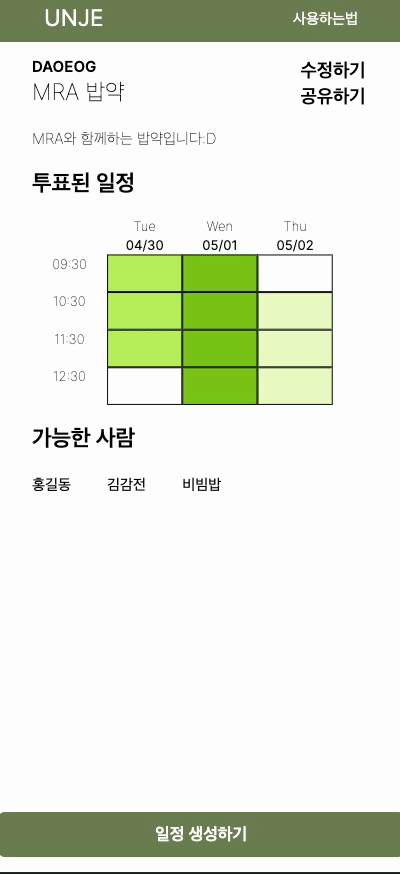 UNJE 사용하는법
DAOEOG 수정하기
MRA 밥약 공유하기
MRA와 함께하는 밥약입니다:D
투표된 일정
Tue Wen Thu
04/30 05/01 05/02
09:30
10:30
11:30
12:30
가능한 사람
홍길동 김감전 비빔밥
일정 생성하기